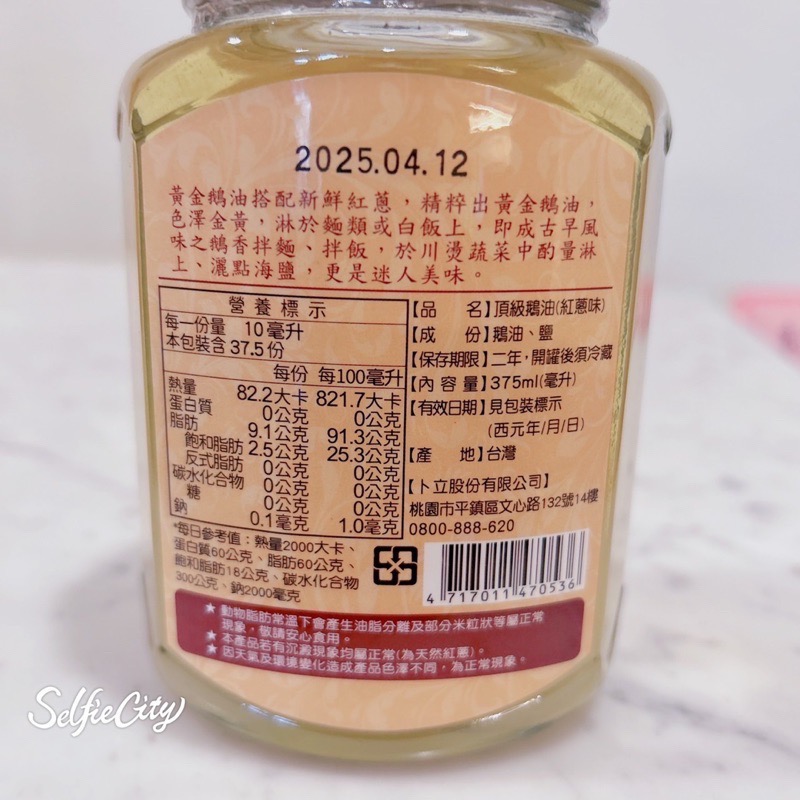 2025.04.12
黃金鵝油搭配新鮮紅蔥，精粹出黃金鵝油，
色澤金黃，淋於麵類或白飯上，即成古早風
味之鵝香拌麵、拌飯，於川燙蔬菜中酌量淋
上、灑點海鹽，更是迷人美味。
營養標示
每一份量 10毫升
本包裝含 37.5份
每份 每100毫升
熱量 82.2大卡 821.7大卡
蛋白質 0公克 0公克
脂肪 9.1公克 91.3公克
飽和脂肪 2.5公克 25.3公克
反式脂肪 0公克 0公克
碳水化合物 0公克 0公克
糖 0公克 0公克
鈉 0.1毫克 1.0毫克
*每日參考值：熱量2000大卡、
蛋白質60公克、脂肪60公克、
飽和脂肪18公克、碳水化合物
300公克、鈉2000毫克
【品 名】頂級鵝油(紅蔥味)
【成 份】鵝油、鹽
【保存期限】二年，開罐後須冷藏
【內 容 量】375ml(毫升)
【有效日期】見包裝標示
(西元年/月/日)
【產 地】台灣
【卜立股份有限公司】
桃園市平鎮區文心路132號14樓
0800-888-620
4 717011 470536
★ 動物脂肪常溫下會產生油脂分離及部分米粒狀等屬正常
現象，敬請安心食用。
★ 本產品若有沉澱現象均屬正常(為天然紅蔥)。
★ 因天氣及環境變化造成產品色澤不同，為正常現象。
SelfieCity